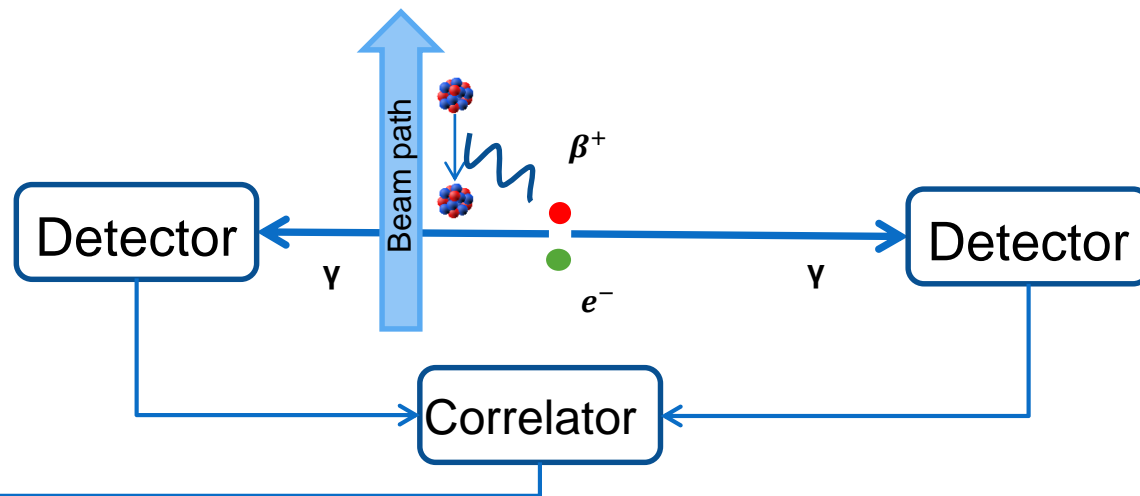 Beam path
β⁺
Detector
Detector
γ
γ
e⁻
Correlator